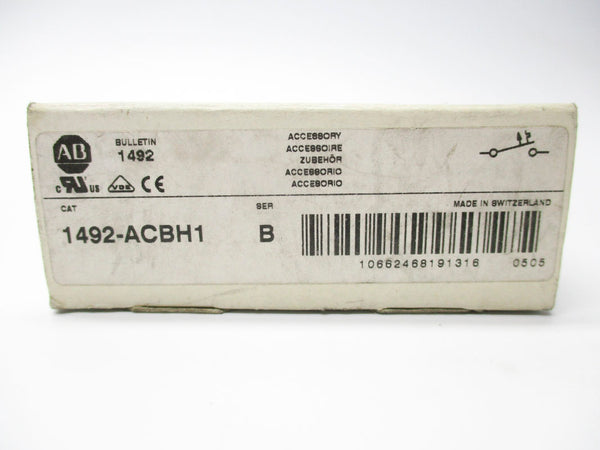 AB
BULLETIN
1492
C RU US VDE CE
ACCESSORY
ACCESSOIRE
ZUBEHÖR
ACCESSORIO
ACCESORIO
CAT
1492-ACBH1
SER
B
MADE IN SWITZERLAND
10662468191316 0505